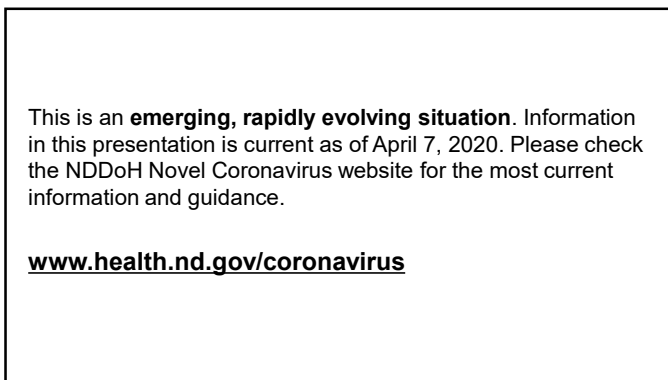 This is an emerging, rapidly evolving situation. Information
in this presentation is current as of April 7, 2020. Please check
the NDDoH Novel Coronavirus website for the most current
information and guidance.
www.health.nd.gov/coronavirus